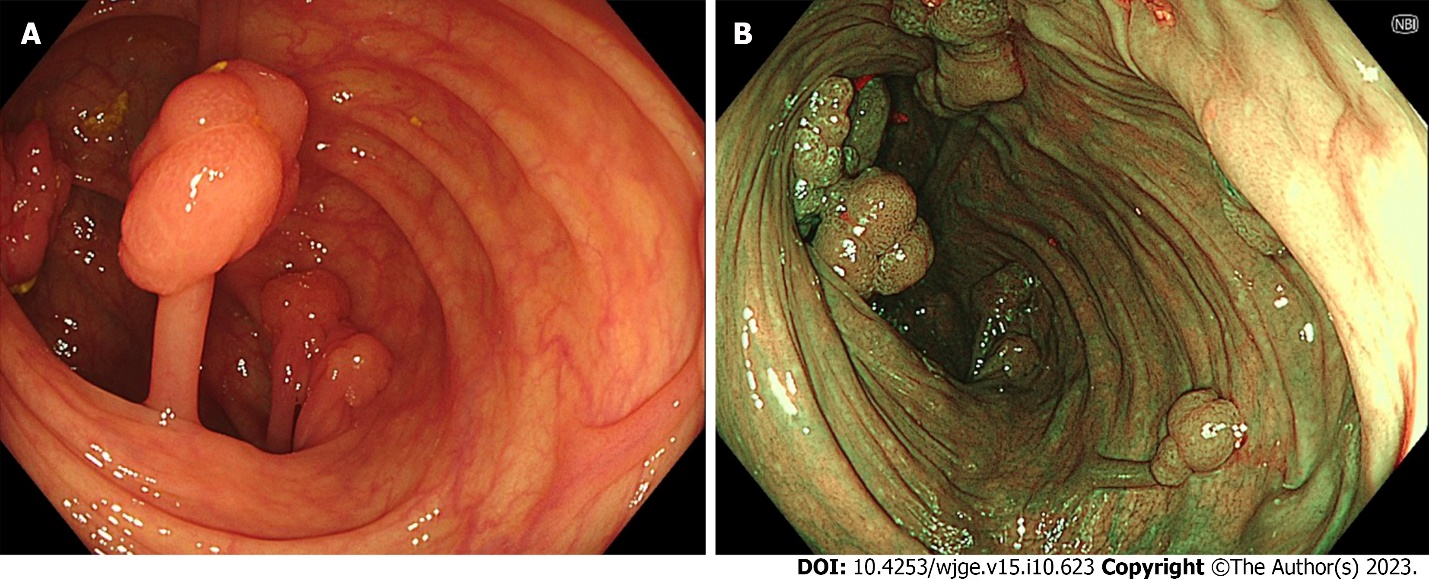 A
B
NBI
DOI: 10.4253/wjge.v15.i10.623 Copyright ©The Author(s) 2023.